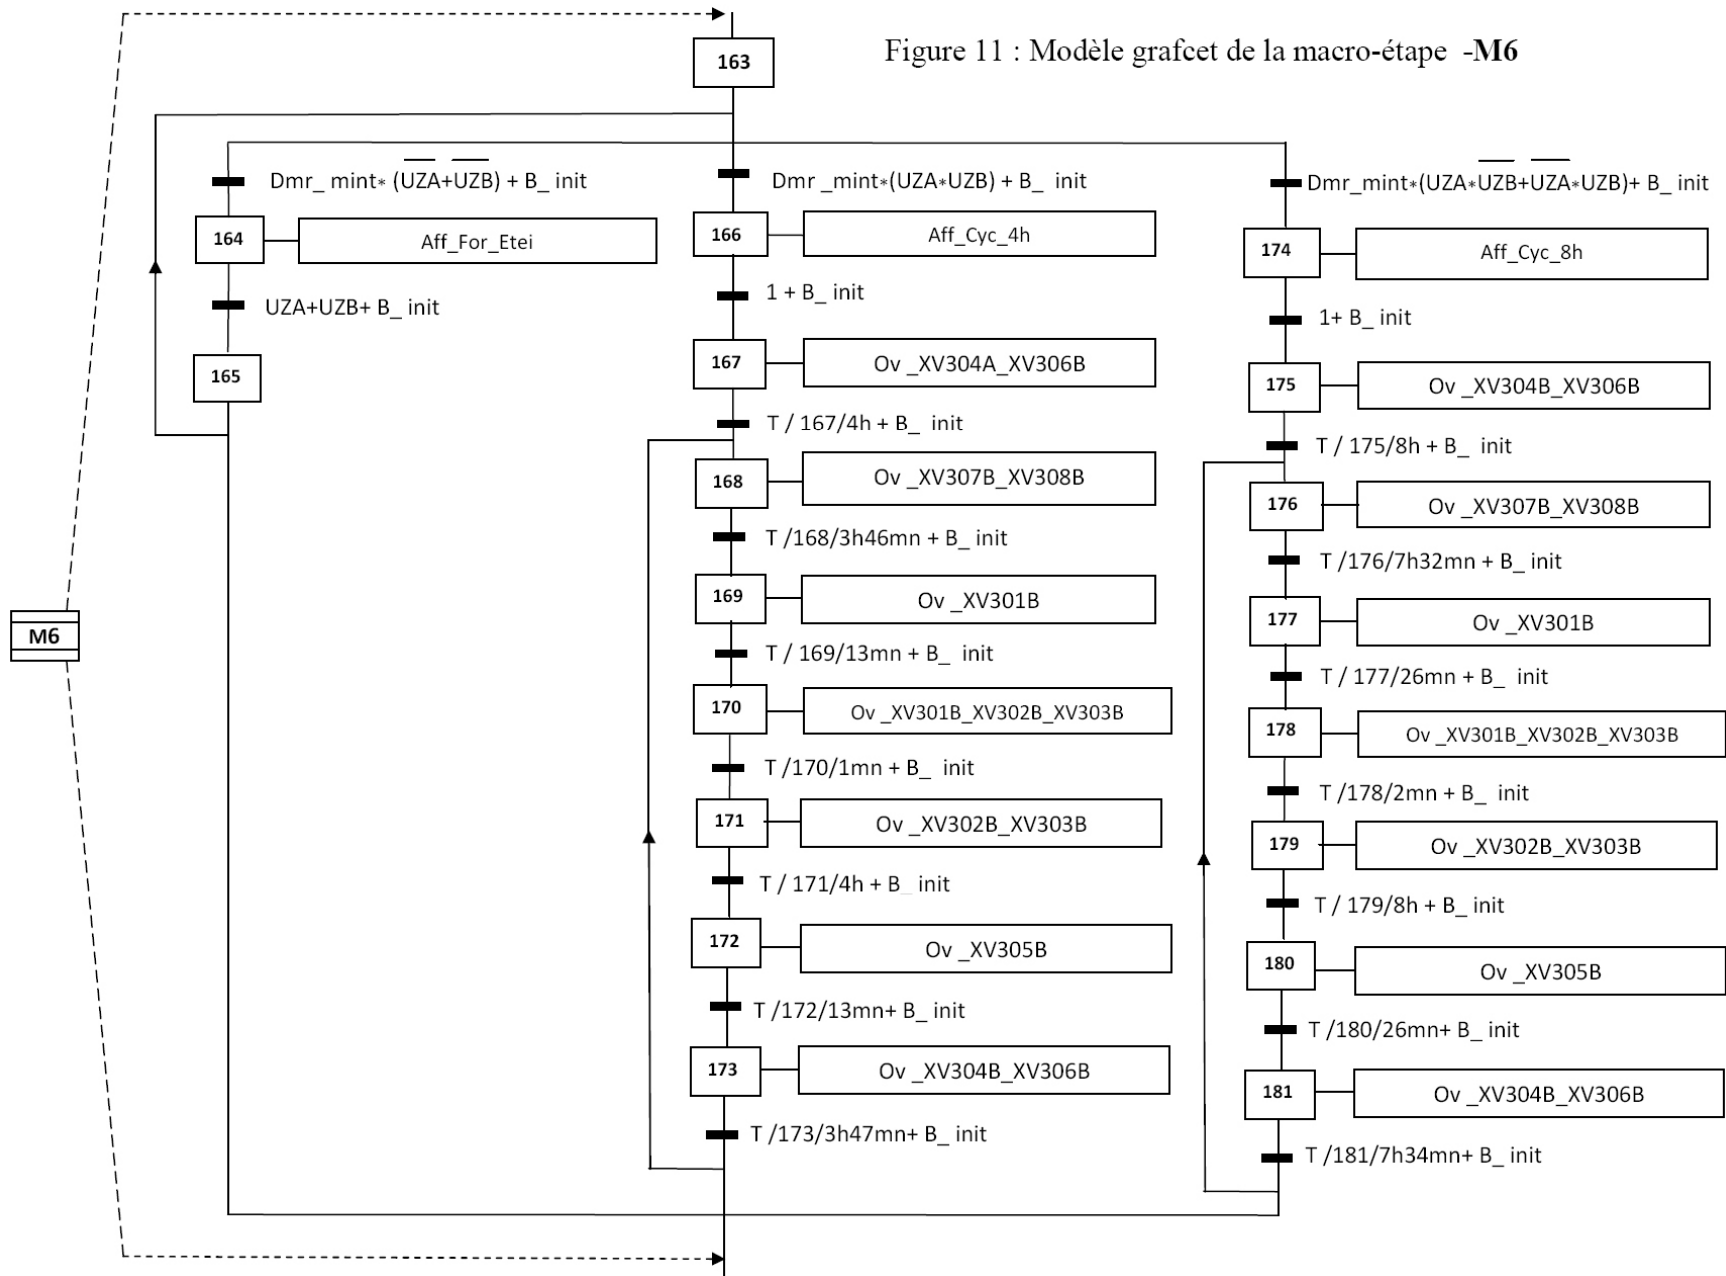 Figure 11 : Modèle grafcet de la macro-étape -M6
163
Dmr_ mint* (U̅Z̅A̅+U̅Z̅B̅) + B_ init
164
Aff_For_Etei
UZA+UZB+ B_ init
165
M6
Dmr _mint*(UZA*UZB) + B_ init
166
Aff_Cyc_4h
1 + B_ init
167
Ov _XV304A_XV306B
T / 167/4h + B_ init
168
Ov _XV307B_XV308B
T /168/3h46mn + B_ init
169
Ov _XV301B
T / 169/13mn + B_ init
170
Ov _XV301B_XV302B_XV303B
T /170/1mn + B_ init
171
Ov _XV302B_XV303B
T / 171/4h + B_ init
172
Ov _XV305B
T /172/13mn+ B_ init
173
Ov _XV304B_XV306B
T /173/3h47mn+ B_ init
Dmr_mint*(UZA*U̅Z̅B̅+U̅Z̅A̅*UZB)+ B_ init
174
Aff_Cyc_8h
1+ B_ init
175
Ov _XV304B_XV306B
T / 175/8h + B_ init
176
Ov _XV307B_XV308B
T /176/7h32mn + B_ init
177
Ov _XV301B
T / 177/26mn + B_ init
178
Ov _XV301B_XV302B_XV303B
T /178/2mn + B_ init
179
Ov _XV302B_XV303B
T / 179/8h + B_ init
180
Ov _XV305B
T /180/26mn+ B_ init
181
Ov _XV304B_XV306B
T /181/7h34mn+ B_ init